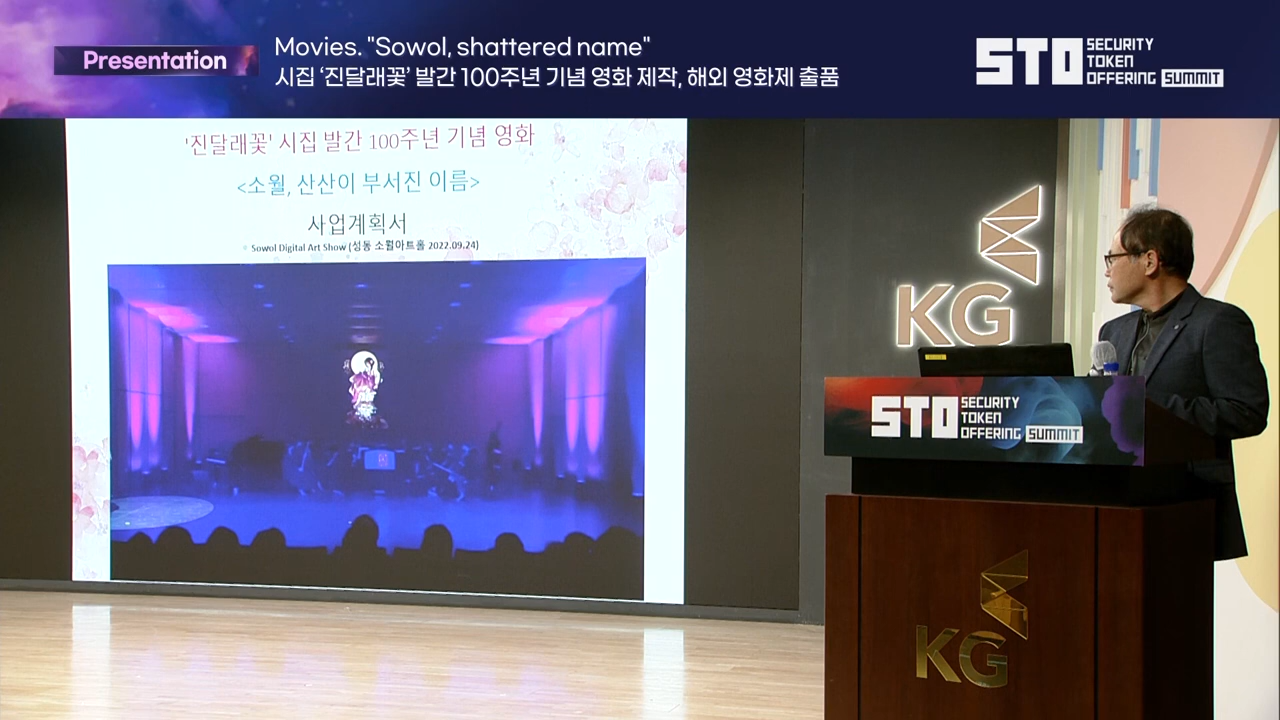 Presentation
Movies. "Sowol, shattered name"
시집 ‘진달래꽃’ 발간 100주년 기념 영화 제작, 해외 영화제 출품
STO SECURITY
TOKEN
OFFERING SUMMIT
'진달래꽃' 시집 발간 100주년 기념 영화
<소월, 산산이 부서진 이름>
사업계획서
Sowol Digital Art Show (성동 소월아트홀 2022.09.24)
KG
STO SECURITY
TOKEN
OFFERING SUMMIT
KG